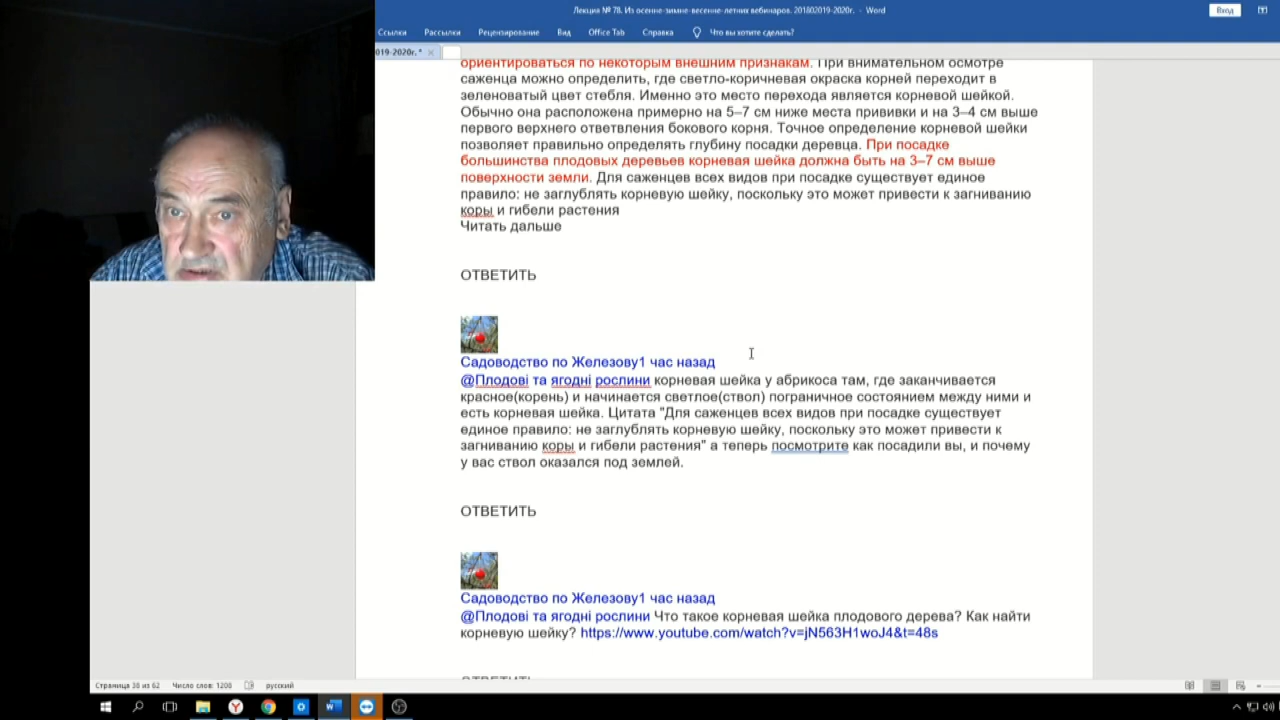 Лекция № 78. Из осенне-зимне-весенне-летних вебинаров. 201802019-2020г. - Word
Вход
Ссылки Рассылки Рецензирование Вид Office Tab Справка Что вы хотите сделать?
019-2020г. *
ориентироваться по некоторым внешним признакам. При внимательном осмотре
саженца можно определить, где светло-коричневая окраска корней переходит в
зеленоватый цвет стебля. Именно это место перехода является корневой шейкой.
Обычно она расположена примерно на 5–7 см ниже места прививки и на 3–4 см выше
первого верхнего ответвления бокового корня. Точное определение корневой шейки
позволяет правильно определять глубину посадки деревца. При посадке
большинства плодовых деревьев корневая шейка должна быть на 3–7 см выше
поверхности земли. Для саженцев всех видов при посадке существует единое
правило: не заглублять корневую шейку, поскольку это может привести к загниванию
коры и гибели растения
Читать дальше
ОТВЕТИТЬ
Садоводство по Железову1 час назад
@Плодові та ягодні рослини корневая шейка у абрикоса там, где заканчивается
красное(корень) и начинается светлое(ствол) пограничное состоянием между ними и
есть корневая шейка. Цитата "Для саженцев всех видов при посадке существует
единое правило: не заглублять корневую шейку, поскольку это может привести к
загниванию коры и гибели растения" а теперь посмотрите как посадили вы, и почему
у вас ствол оказался под землей.
ОТВЕТИТЬ
Садоводство по Железову1 час назад
@Плодові та ягодні рослини Что такое корневая шейка плодового дерева? Как найти
корневую шейку? https://www.youtube.com/watch?v=jN563H1woJ4&t=48s
ОТВЕТИТЬ
Страница 38 из 62 Число слов: 1200 русский